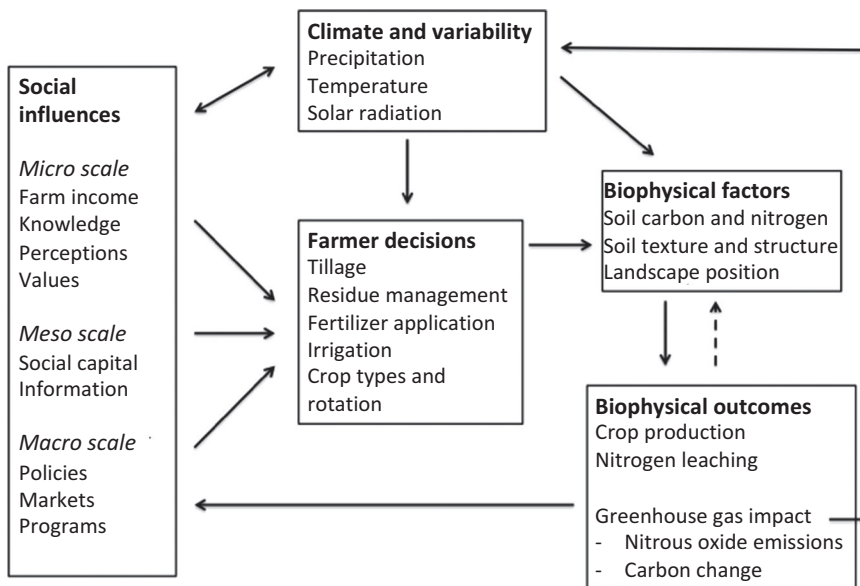 Climate and variability
Precipitation
Temperature
Solar radiation
Social
influences
Micro scale
Farm income
Knowledge
Perceptions
Values
Meso scale
Social capital
Information
Macro scale
Policies
Markets
Programs
Farmer decisions
Tillage
Residue management
Fertilizer application
Irrigation
Crop types and
rotation
Biophysical factors
Soil carbon and nitrogen
Soil texture and structure
Landscape position
Biophysical outcomes
Crop production
Nitrogen leaching
Greenhouse gas impact
- Nitrous oxide emissions
- Carbon change